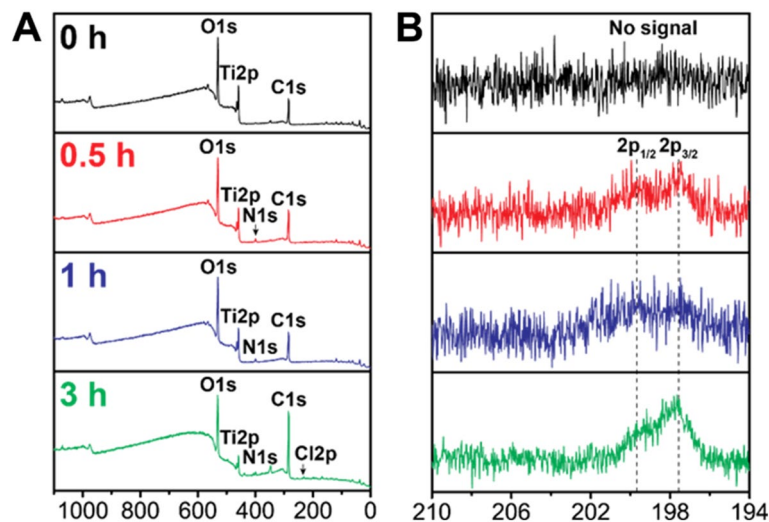 A
0 h
O1s
Ti2p
C1s
0.5 h
O1s
Ti2p
N1s
C1s
1 h
O1s
Ti2p
N1s
C1s
3 h
O1s
Ti2p
N1s
C1s
Cl2p
1000 800 600 400 200 0
B
No signal
2p1/2 2p3/2
210 206 202 198 194